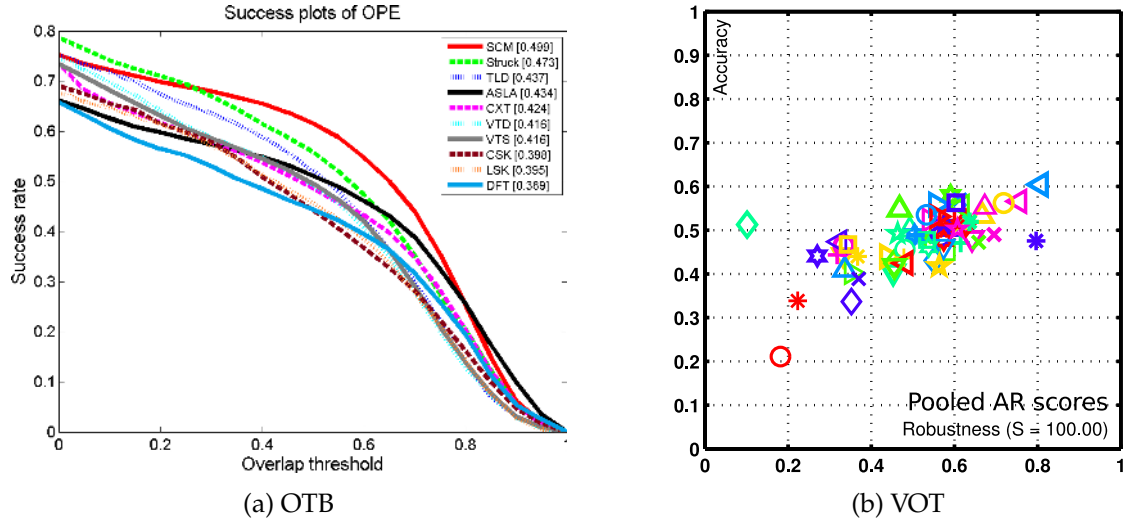 Success plots of OPE
0.8
0.7
0.6
0.5
0.4
0.3
0.2
0.1
0
Success rate
SCM [0.499]
Struck [0.473]
TLD [0.437]
ASLA [0.434]
CXT [0.424]
VTD [0.416]
VTS [0.416]
CSK [0.398]
LSK [0.395]
DFT [0.389]
0 0.2 0.4 0.6 0.8
Overlap threshold
(a) OTB
1
0.9
0.8
0.7
0.6
0.5
0.4
0.3
0.2
0.1
0
Accuracy
Pooled AR scores
Robustness (S = 100.00)
0 0.2 0.4 0.6 0.8 1
(b) VOT